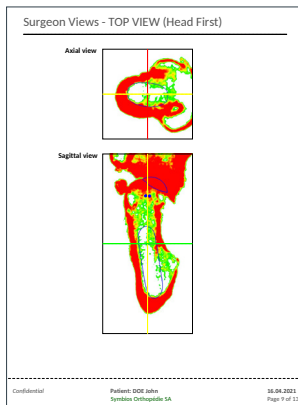 Surgeon Views - TOP VIEW (Head First)
Axial view
Sagittal view
Confidential
Patient: DOE John
16.04.2021
Symbios Orthopédie SA
Page 9 of 13